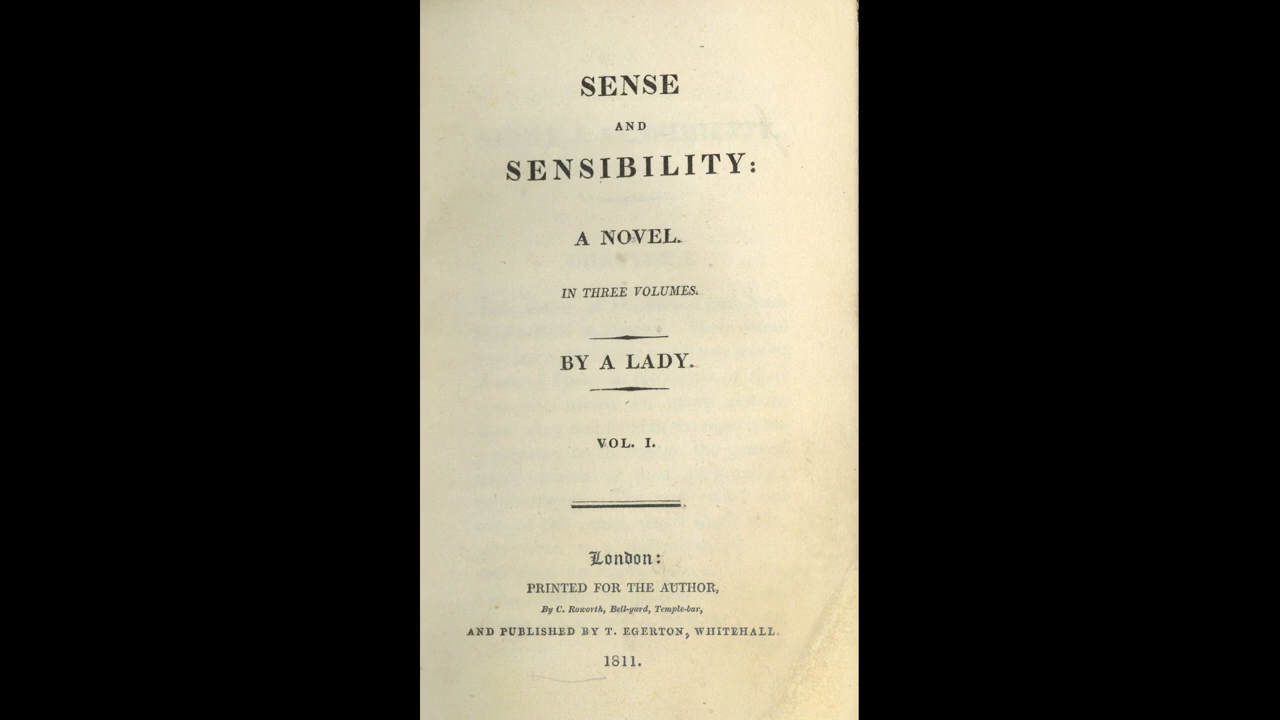 SENSE
AND
SENSIBILITY:
A NOVEL.
IN THREE VOLUMES.
BY A LADY.
VOL. I.
London:
PRINTED FOR THE AUTHOR,
By C. Roworth, Bell-yard, Temple-bar,
AND PUBLISHED BY T. EGERTON, WHITEHALL.
1811.